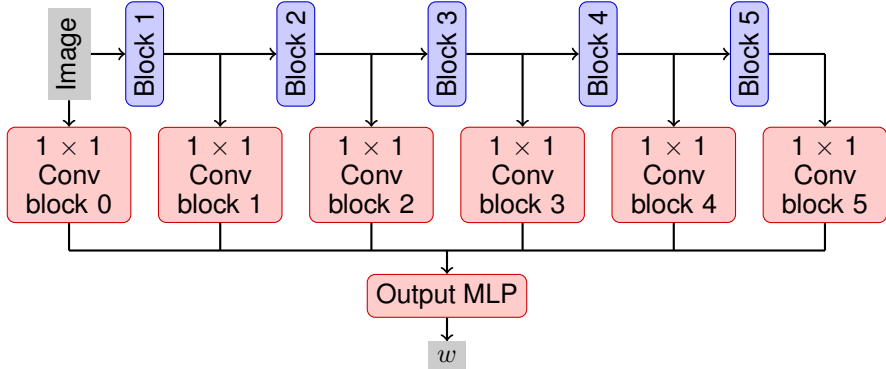 Image
Block 1
Block 2
Block 3
Block 4
Block 5
1 × 1
Conv
block 0
1 × 1
Conv
block 1
1 × 1
Conv
block 2
1 × 1
Conv
block 3
1 × 1
Conv
block 4
1 × 1
Conv
block 5
Output MLP
w